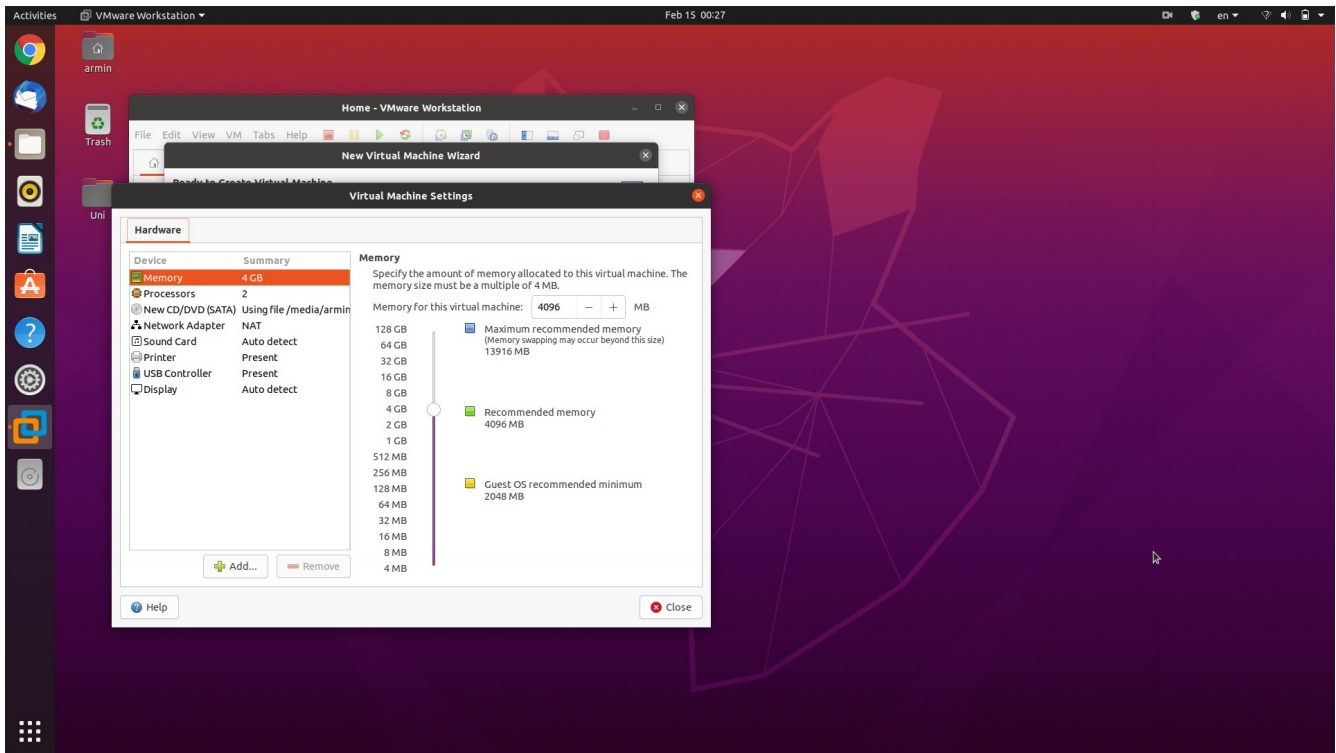 Activities VMware Workstation Feb 15 00:27 en
armin
Trash
Uni
Home - VMware Workstation
File Edit View VM Tabs Help
New Virtual Machine Wizard
Ready to Create Virtual Machine
Virtual Machine Settings
Hardware
Device Summary
Memory 4 GB
Processors 2
New CD/DVD (SATA) Using file /media/armin
Network Adapter NAT
Sound Card Auto detect
Printer Present
USB Controller Present
Display Auto detect
Add... Remove
Memory
Specify the amount of memory allocated to this virtual machine. The
memory size must be a multiple of 4 MB.
Memory for this virtual machine: 4096 − + MB
128 GB
64 GB
32 GB
16 GB
8 GB
4 GB
2 GB
1 GB
512 MB
256 MB
128 MB
64 MB
32 MB
16 MB
8 MB
4 MB
Maximum recommended memory
(Memory swapping may occur beyond this size)
13916 MB
Recommended memory
4096 MB
Guest OS recommended minimum
2048 MB
Help Close